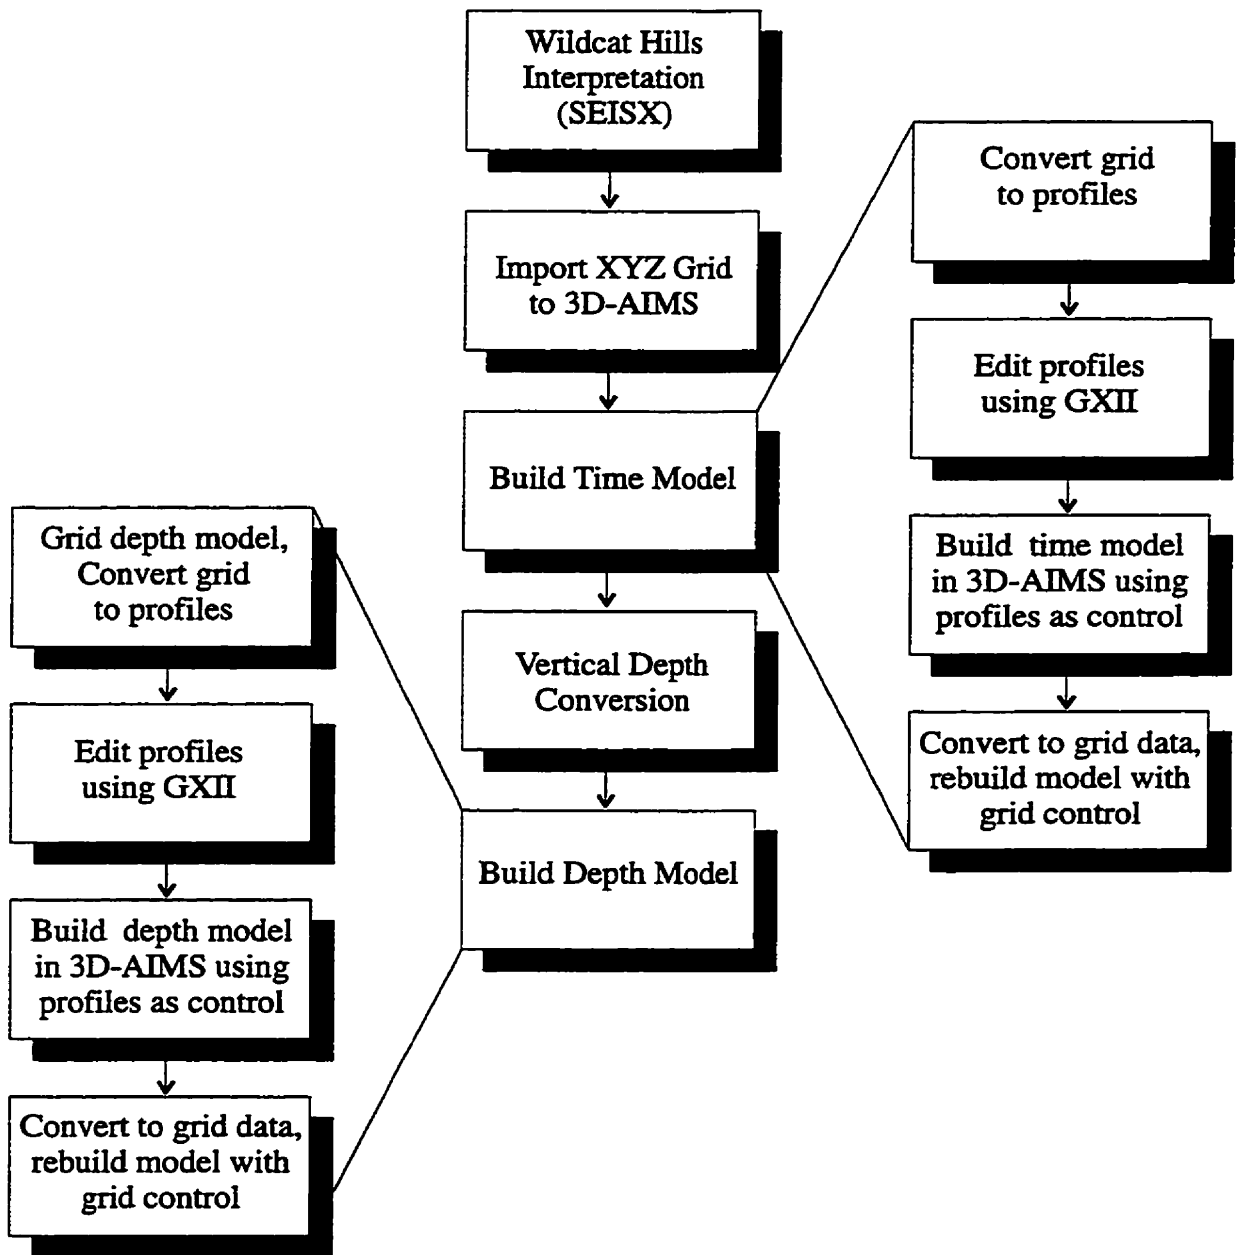 Wildcat Hills
Interpretation
(SEISX)
Import XYZ Grid
to 3D-AIMS
Build Time Model
Vertical Depth
Conversion
Build Depth Model
Convert grid
to profiles
Edit profiles
using GXII
Build time model
in 3D-AIMS using
profiles as control
Convert to grid data,
rebuild model with
grid control
Grid depth model,
Convert grid
to profiles
Edit profiles
using GXII
Build depth model
in 3D-AIMS using
profiles as control
Convert to grid data,
rebuild model with
grid control